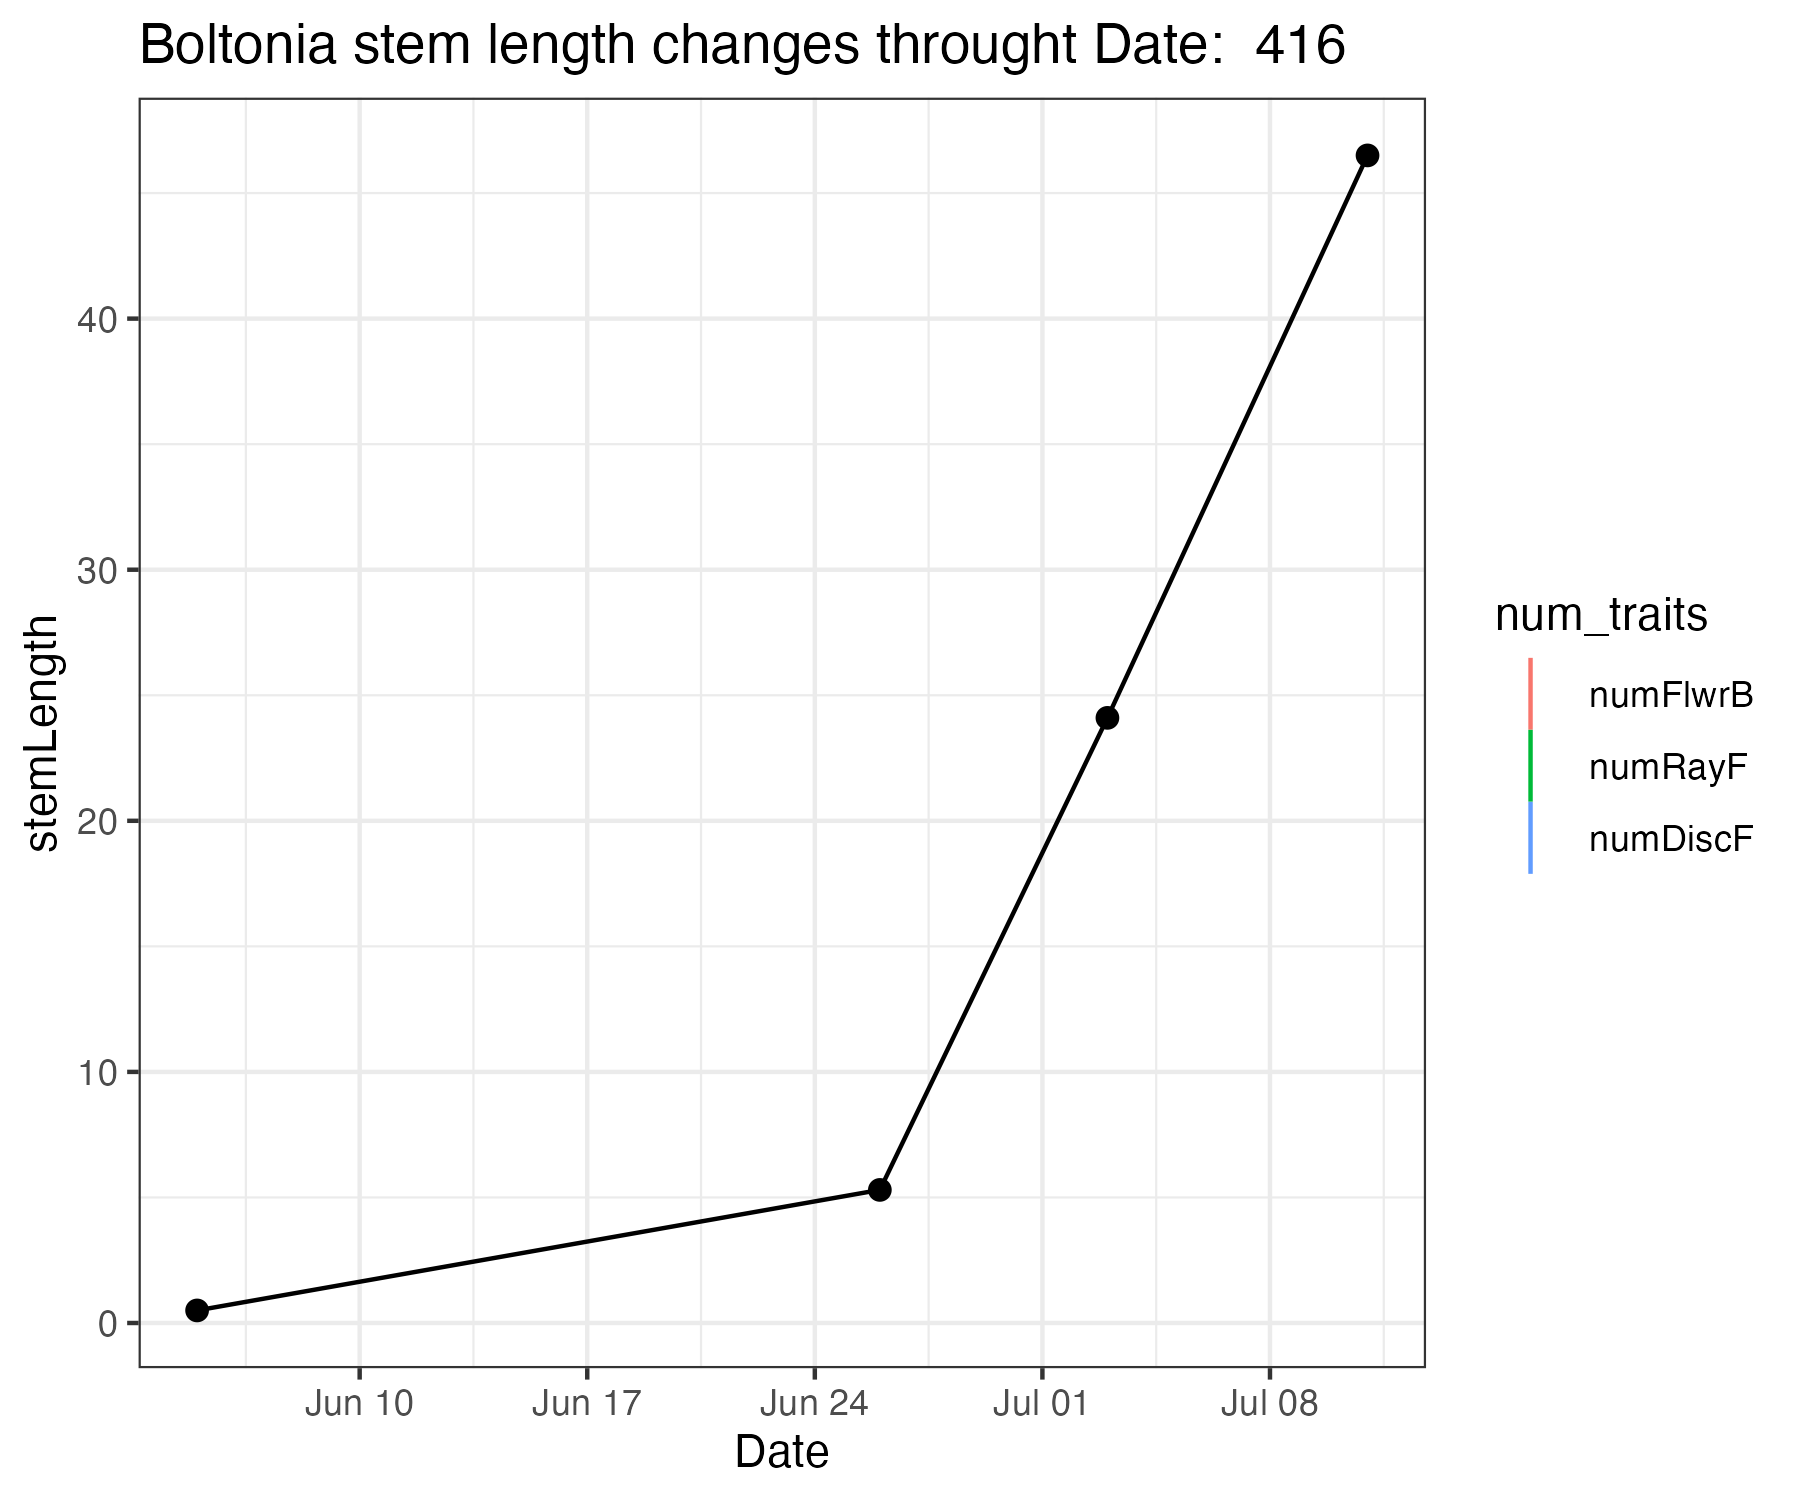 Boltonia stem length changes throught Date:  416
stemLength
40
30
20
10
0
Jun 10
Jun 17
Jun 24
Jul 01
Jul 08
Date
num_traits
numFlwrB
numRayF
numDiscF